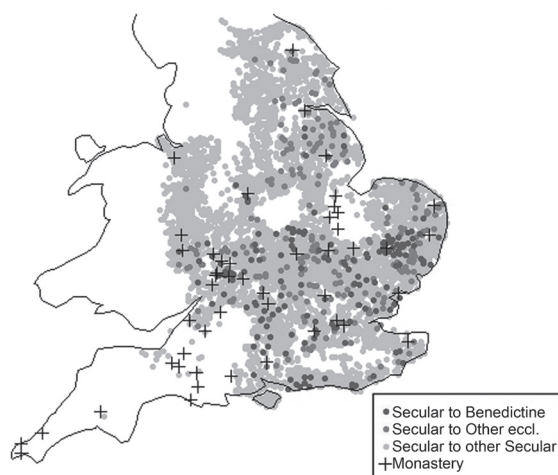 Secular to Benedictine
Secular to Other eccl.
Secular to other Secular
Monastery